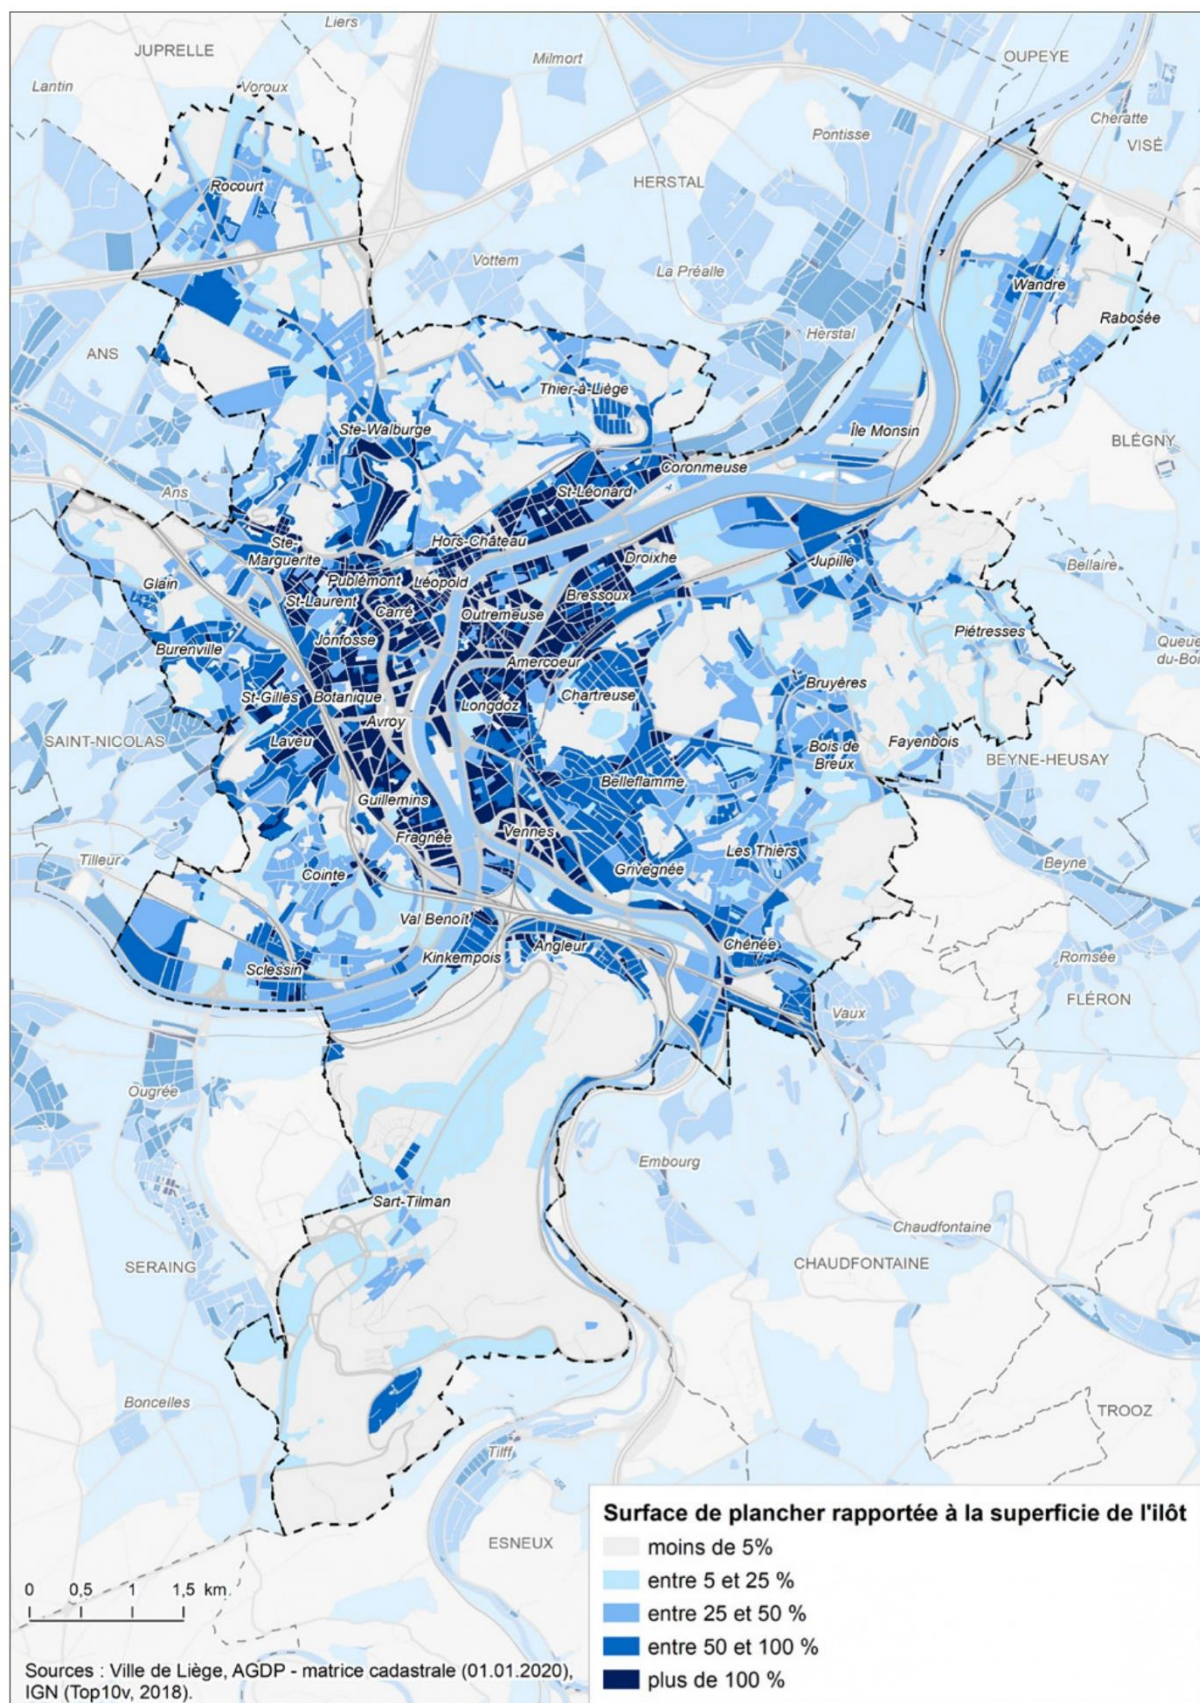 Liers
JUPRELLE
OUPEYE
Milmort
Lantin
Voroux
Cheratte
Pontisse
VISÉ
Rocourt
HERSTAL
Vottem
La Préalle
Wandre
Rabosée
Herstal
ANS
Thier-à-Liège
Ste-Walburge
Île Monsin
BLÉGNY
Coronmeuse
Ans
St-Léonard
Hors-Château
Ste-
Marguerite
Droixhe
Jupille
Bellaire
Glain
Publémont
Léopold
Bressoux
St-Laurent
Carré
Outremeuse
Piétresses
Jonfosse
Burenville
Queue
du-Boi
Amercoeur
Bruyères
St-Gilles
Botanique
Chartreuse
Longdoz
Avroy
SAINT-NICOLAS
Laveu
Bois de
Breux
Fayenbois
BEYNE-HEUSAY
Belleflamme
Guillemins
Fragnée
Vennes
Les Thiers
Tilleur
Beyne
Cointe
Grivegnée
Val Benoît
Angleur
Chênée
Kinkempois
Romsée
Sclessin
FLÉRON
Vaux
Ougrée
Embourg
Sart-Tilman
Chaudfontaine
SERAING
CHAUDFONTAINE
Boncelles
TROOZ
Tilff
ESNEUX
Surface de plancher rapportée à la superficie de l'ilôt
moins de 5%
entre 5 et 25 %
entre 25 et 50 %
entre 50 et 100 %
plus de 100 %
0 0,5 1 1,5 km
Sources : Ville de Liège, AGDP - matrice cadastrale (01.01.2020),
IGN (Top10v, 2018).